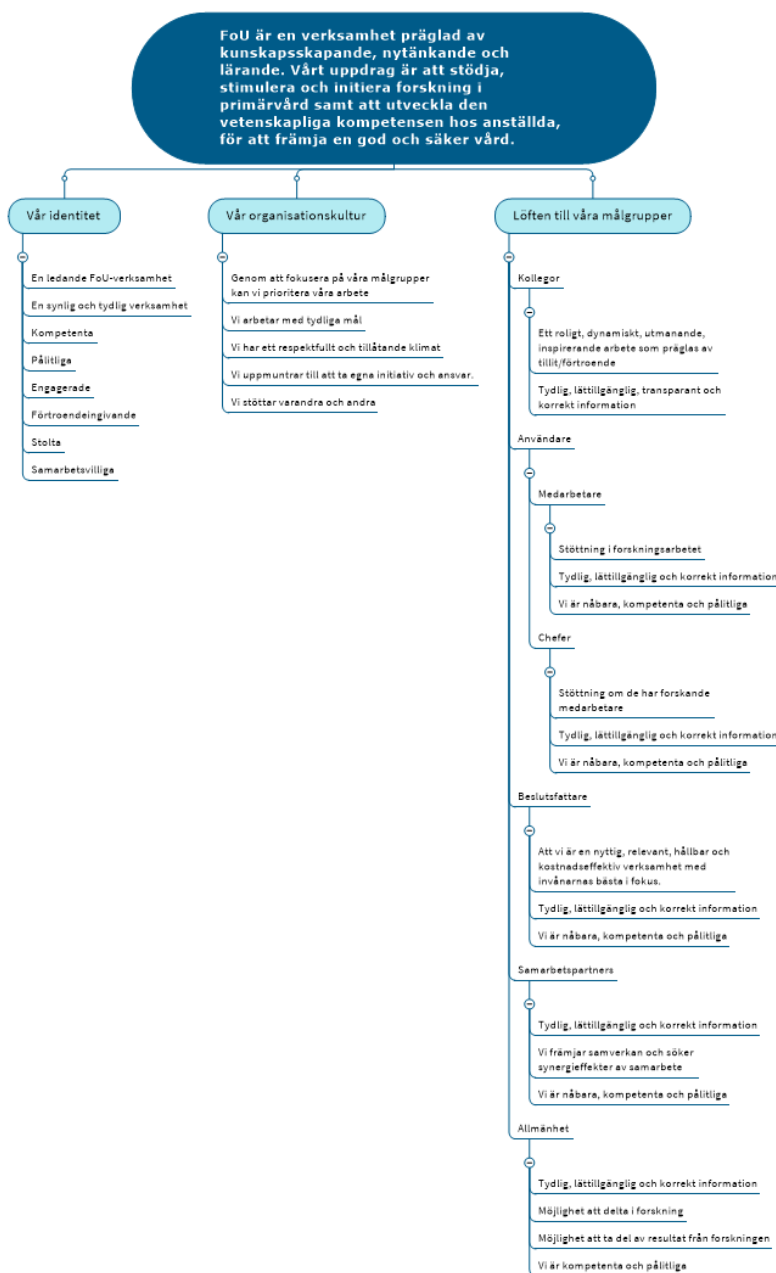 FoU är en verksamhet präglad av
kunskapsskapande, nytänkande och
lärande. Vårt uppdrag är att stödja,
stimulera och initiera forskning i
primärvård samt att utveckla den
vetenskapliga kompetensen hos anställda,
för att främja en god och säker vård.
Vår identitet
En ledande FoU-verksamhet
En synlig och tydlig verksamhet
Kompetenta
Pålitliga
Engagerade
Förtroendeingivande
Stolta
Samarbetsvilliga
Vår organisationskultur
Genom att fokusera på våra målgrupper
kan vi prioritera våra arbete
Vi arbetar med tydliga mål
Vi har ett respektfullt och tillåtande klimat
Vi uppmuntrar till att ta egna initiativ och ansvar.
Vi stöttar varandra och andra
Löften till våra målgrupper
Kollegor
Ett roligt, dynamiskt, utmanande,
inspirerande arbete som präglas av
tillit/förtroende
Tydlig, lättillgänglig, transparant och
korrekt information
Användare
Medarbetare
Stöttning i forskningsarbetet
Tydlig, lättillgänglig och korrekt information
Vi är nåbara, kompetenta och pålitliga
Chefer
Stöttning om de har forskande
medarbetare
Tydlig, lättillgänglig och korrekt information
Vi är nåbara, kompetenta och pålitliga
Beslutsfattare
Att vi är en nyttig, relevant, hållbar och
kostnadseffektiv verksamhet med
invånarnas bästa i fokus.
Tydlig, lättillgänglig och korrekt information
Vi är nåbara, kompetenta och pålitliga
Samarbetspartners
Tydlig, lättillgänglig och korrekt information
Vi främjar samverkan och söker
synergieffekter av samarbete
Vi är nåbara, kompetenta och pålitliga
Allmänhet
Tydlig, lättillgänglig och korrekt information
Möjlighet att delta i forskning
Möjlighet att ta del av resultat från forskningen
Vi är kompetenta och pålitliga